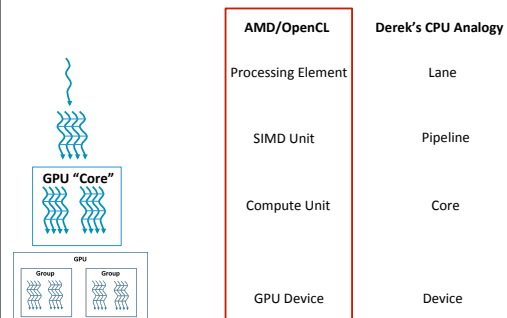 AMD/OpenCL Derek's CPU Analogy
Processing Element Lane
SIMD Unit Pipeline
GPU “Core”
Compute Unit Core
GPU
Group Group
GPU Device Device